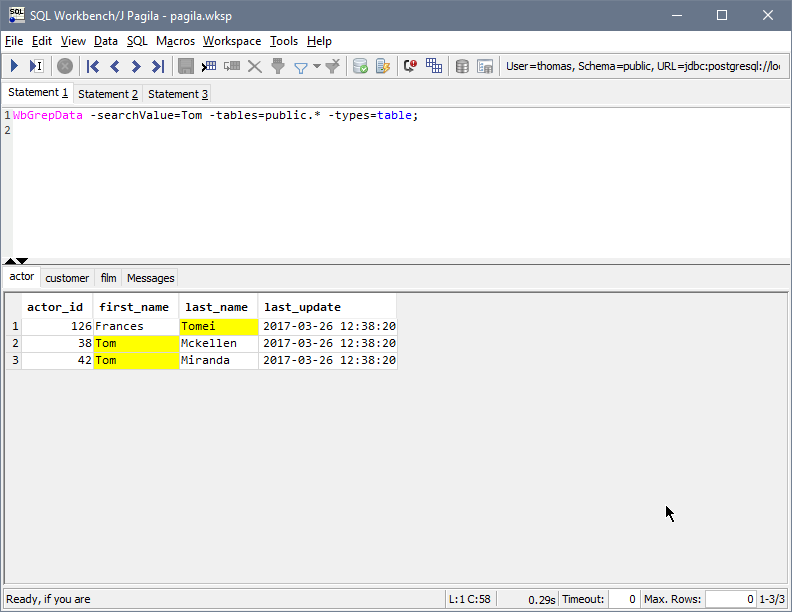 SQL Workbench/J Pagila - pagila.wksp
File Edit View Data SQL Macros Workspace Tools Help
User=thomas, Schema=public, URL=jdbc:postgresql://loc
Statement 1 Statement 2 Statement 3
1 WbGrepData -searchValue=Tom -tables=public.* -types=table;
2
actor customer film Messages
actor_id first_name last_name last_update
1 126 Frances Tomei 2017-03-26 12:38:20
2 38 Tom Mckellen 2017-03-26 12:38:20
3 42 Tom Miranda 2017-03-26 12:38:20
Ready, if you are L:1 C:58 0.29s Timeout: 0 Max. Rows: 0 1-3/3